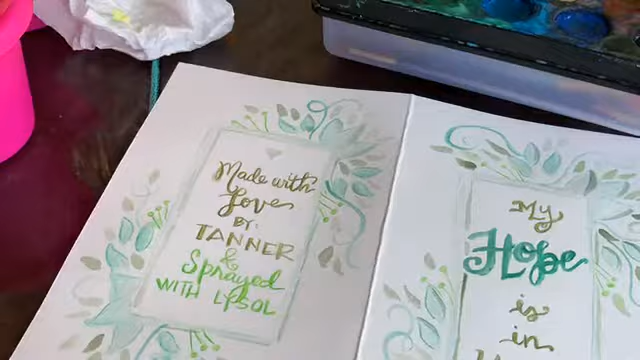 Made with
Love
BY:
TANNER
&
Sprayed
WITH LYSOL
My
Hope
is
in